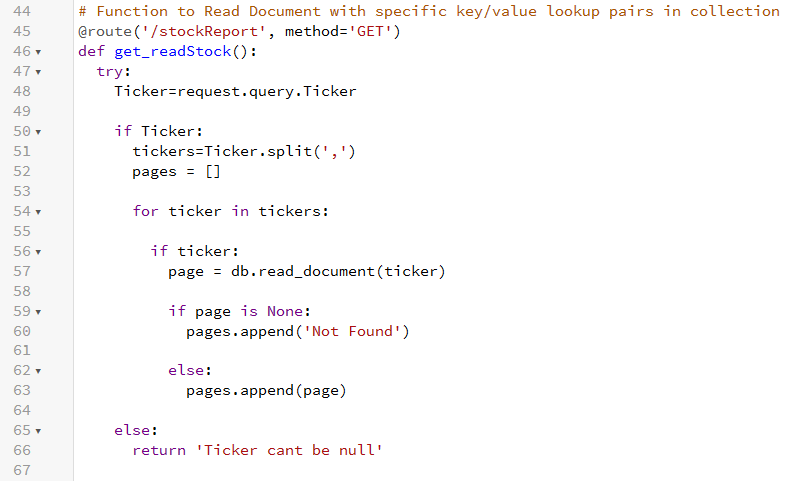 44 # Function to Read Document with specific key/value lookup pairs in collection
45 @route('/stockReport', method='GET')
46 ▾ def get_readStock():
47 ▾   try:
48     Ticker=request.query.Ticker
49
50 ▾     if Ticker:
51       tickers=Ticker.split(',')
52       pages = []
53
54 ▾       for ticker in tickers:
55
56 ▾         if ticker:
57           page = db.read_document(ticker)
58
59 ▾           if page is None:
60             pages.append('Not Found')
61
62 ▾           else:
63             pages.append(page)
64
65 ▾     else:
66       return 'Ticker cant be null'
67